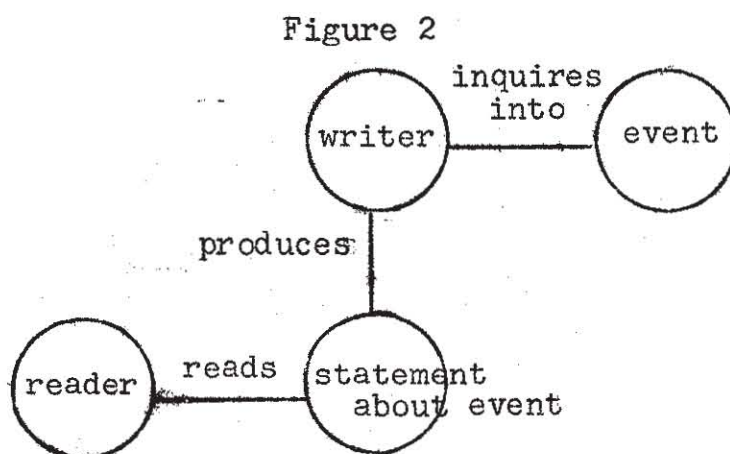 Figure 2
inquires
into
writer
event
produces
reader
reads
statement
about event